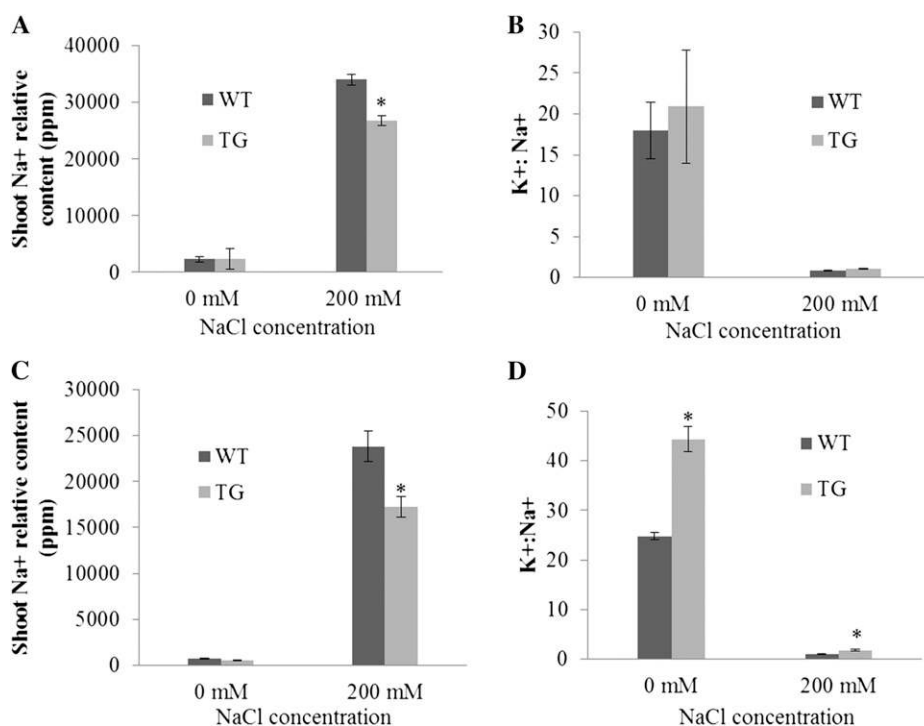 A
Shoot Na+ relative
content (ppm)
40000
30000
20000
10000
0
WT
TG
*
0 mM
200 mM
NaCl concentration
B
K+: Na+
30
25
20
15
10
5
0
WT
TG
0 mM
200 mM
NaCl concentration
C
Shoot Na+ relative content
(ppm)
30000
25000
20000
15000
10000
5000
0
WT
TG
*
0 mM
200 mM
NaCl concentration
D
K+:Na+
50
40
30
20
10
0
*
WT
TG
*
0 mM
200 mM
NaCl concentration